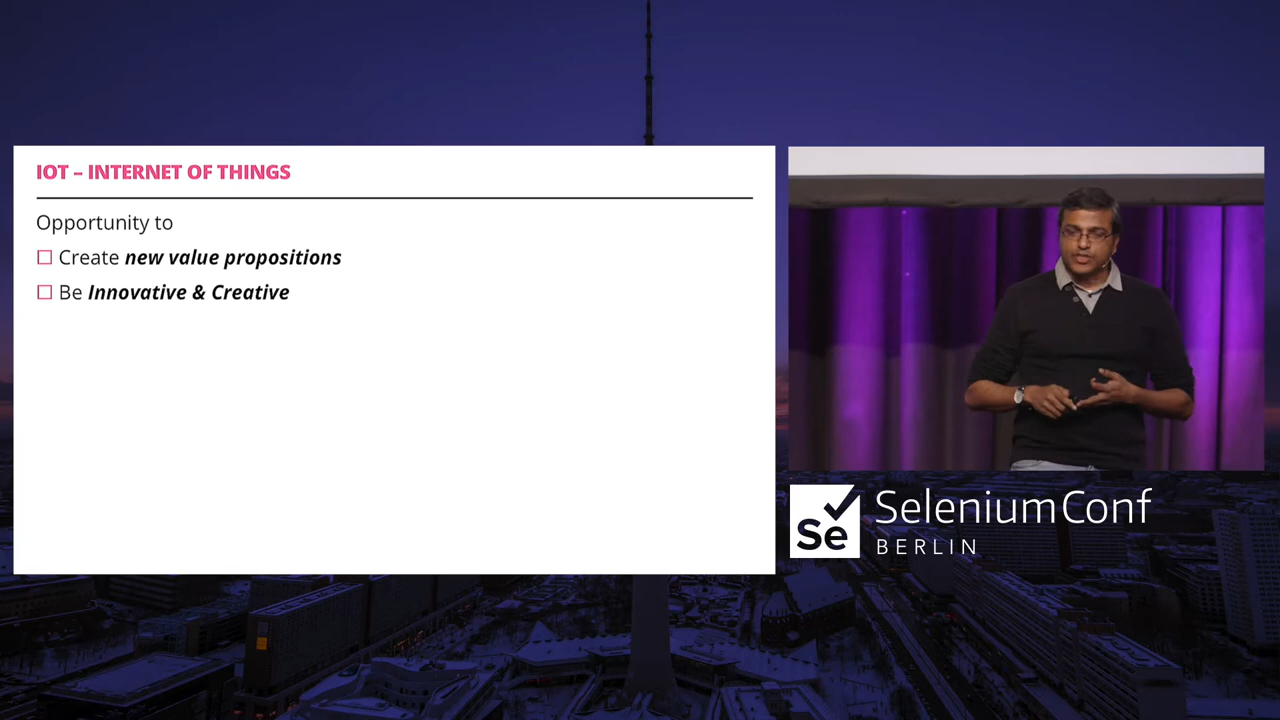 IOT – INTERNET OF THINGS
Opportunity to
☐ Create new value propositions
☐ Be Innovative & Creative
Se
SeleniumConf
BERLIN